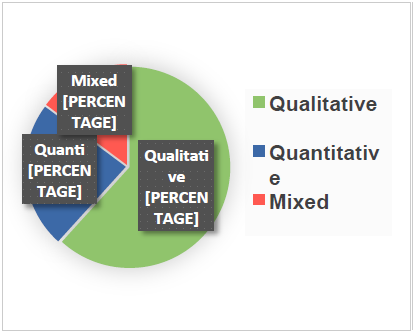 Mixed
[PERCEN
TAGE]
Quanti
[PERCEN
TAGE]
Qualitati
ve
[PERCEN
TAGE]
Qualitative
Quantitativ
e
Mixed